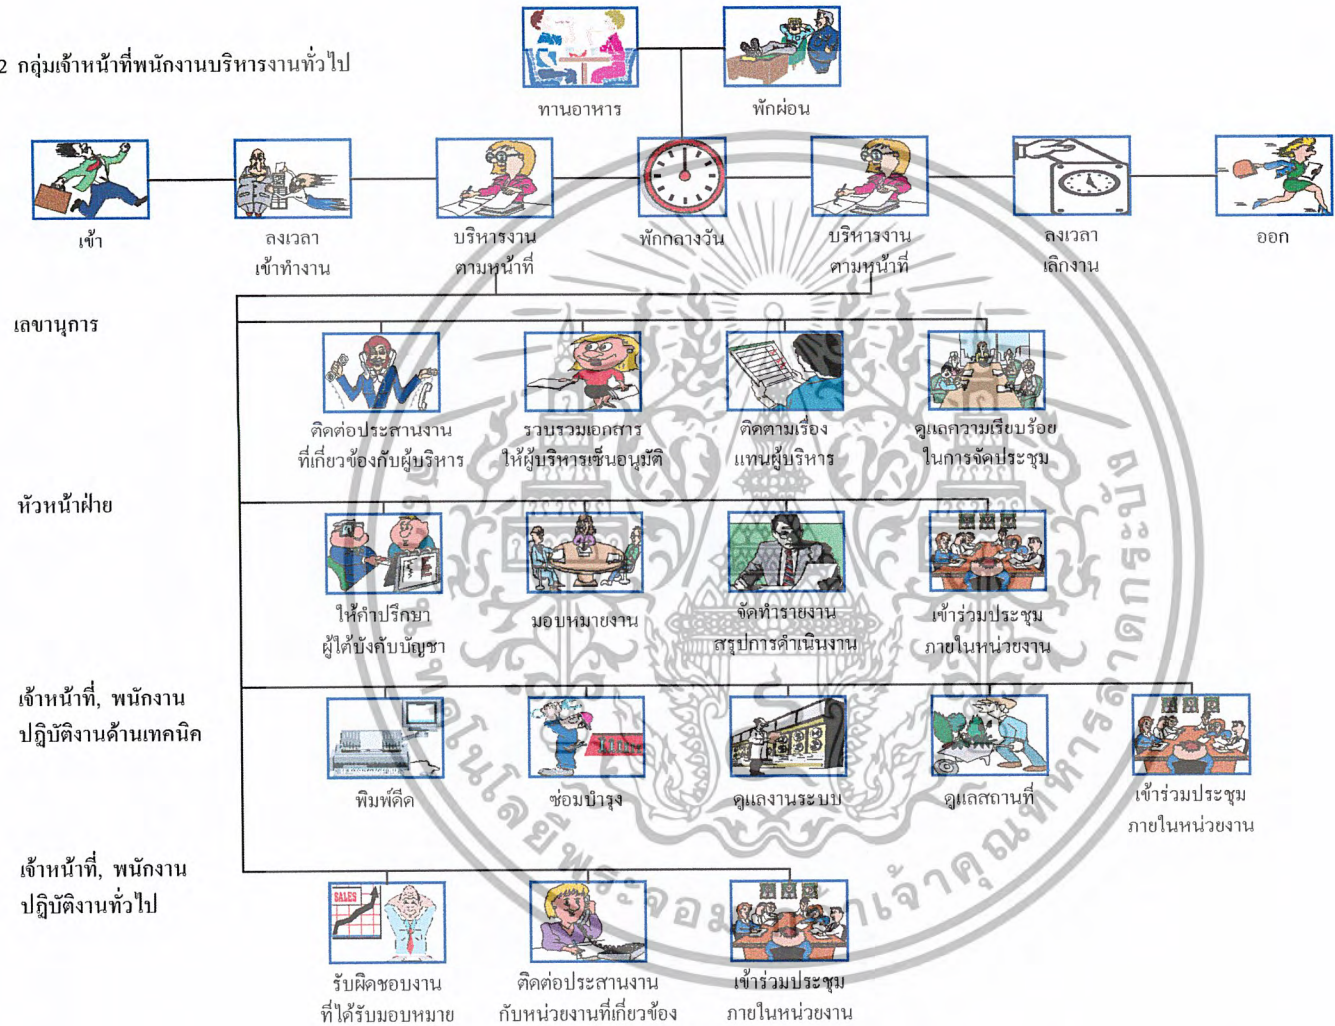 2 กลุ่มเจ้าหน้าที่พนักงานบริหารงานทั่วไป
ทานอาหาร
พักผ่อน
เข้า
ลงเวลา
เข้าทำงาน
บริหารงาน
ตามหน้าที่
พักกลางวัน
บริหารงาน
ตามหน้าที่
ลงเวลา
เลิกงาน
ออก
เลขานุการ
ติดต่อประสานงาน
ที่เกี่ยวข้องกับผู้บริหาร
รวบรวมเอกสาร
ให้ผู้บริหารเซ็นอนุมัติ
ติดตามเรื่อง
แทนผู้บริหาร
ดูแลความเรียบร้อย
ในการจัดประชุม
หัวหน้าฝ่าย
ให้คำปรึกษา
ผู้ใต้บังคับบัญชา
มอบหมายงาน
จัดทำรายงาน
สรุปการดำเนินงาน
เข้าร่วมประชุม
ภายในหน่วยงาน
เจ้าหน้าที่, พนักงาน
ปฎิบัติงานด้านเทคนิค
พิมพ์ดีด
ซ่อมบำรุง
ดูแลงานระบบ
ดูแลสถานที่
เข้าร่วมประชุม
ภายในหน่วยงาน
เจ้าหน้าที่, พนักงาน
ปฎิบัติงานทั่วไป
SALES
รับผิดชอบงาน
ที่ได้รับมอบหมาย
ติดต่อประสานงาน
กับหน่วยงานที่เกี่ยวข้อง
เข้าร่วมประชุม
ภายในหน่วยงาน